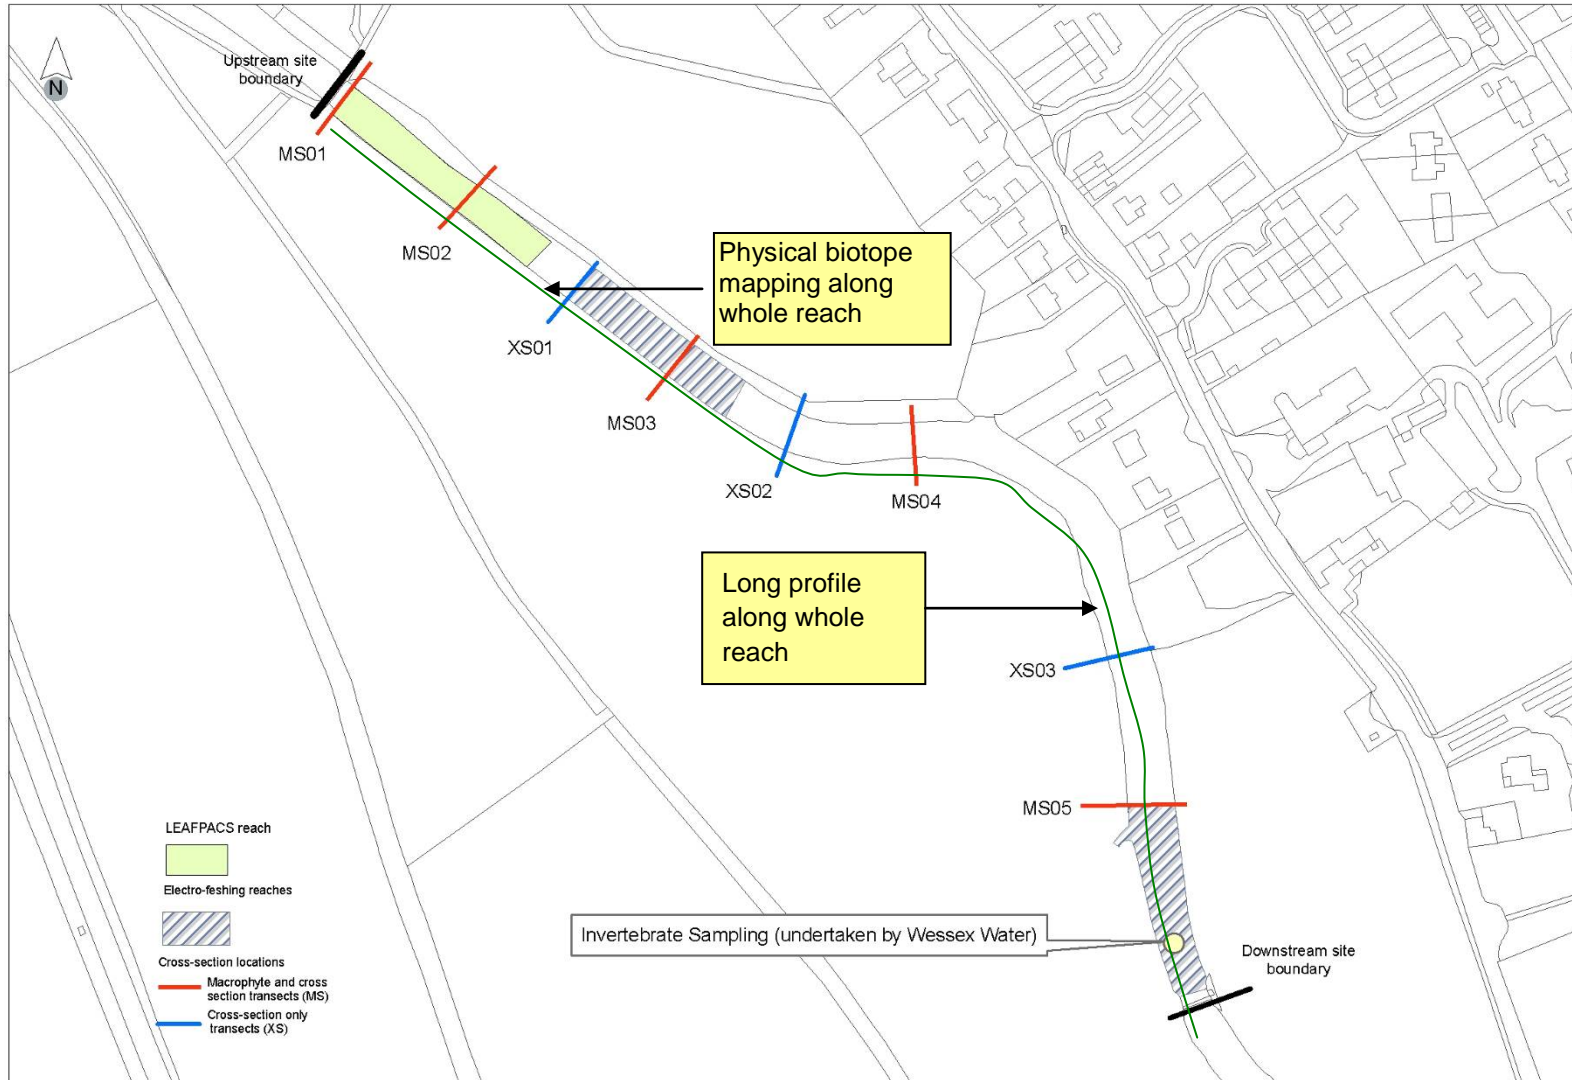 Upstream site
boundary
N
MS01
MS02
Physical biotope
mapping along
whole reach
XS01
MS03
XS02
MS04
Long profile
along whole
reach
XS03
MS05
LEAFPACS reach
Electro-feshing reaches
Invertebrate Sampling (undertaken by Wessex Water)
Downstream site
boundary
Cross-section locations
Macrophyte and cross
section transects (MS)
Cross-section only
transects (XS)